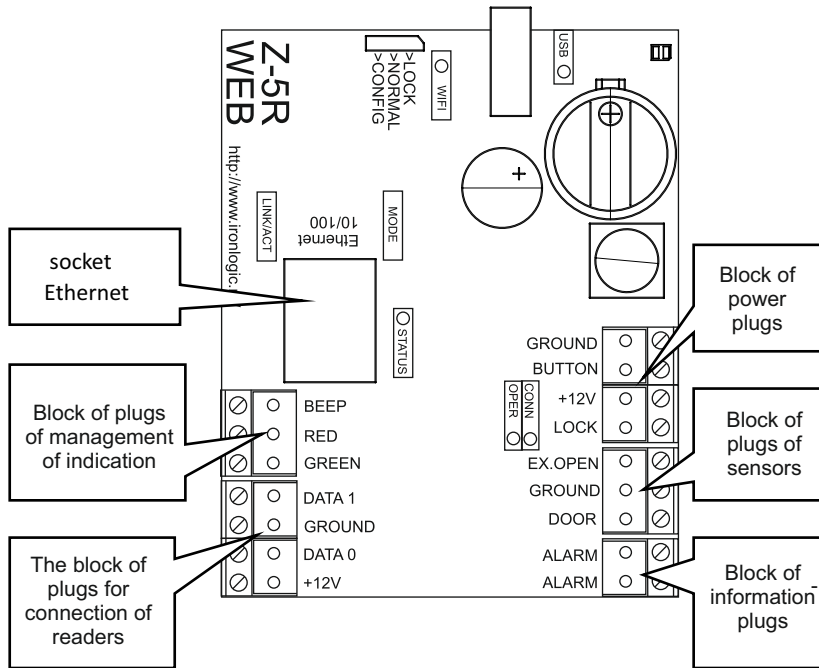 Z-5R
WEB
http://www.ironlogic.
>LOCK
>NORMAL
>CONFIG
WIFI
USB
+
LINK/ACT
Ethernet
10/100
MODE
STATUS
socket
Ethernet
Block of plugs
of management
of indication
The block of
plugs for
connection of
readers
BEEP
RED
GREEN
DATA 1
GROUND
DATA 0
+12V
OPER
CONN
GROUND
BUTTON
+12V
LOCK
EX.OPEN
GROUND
DOOR
ALARM
ALARM
Block of
power
plugs
Block of
plugs of
sensors
Block of
information-
plugs